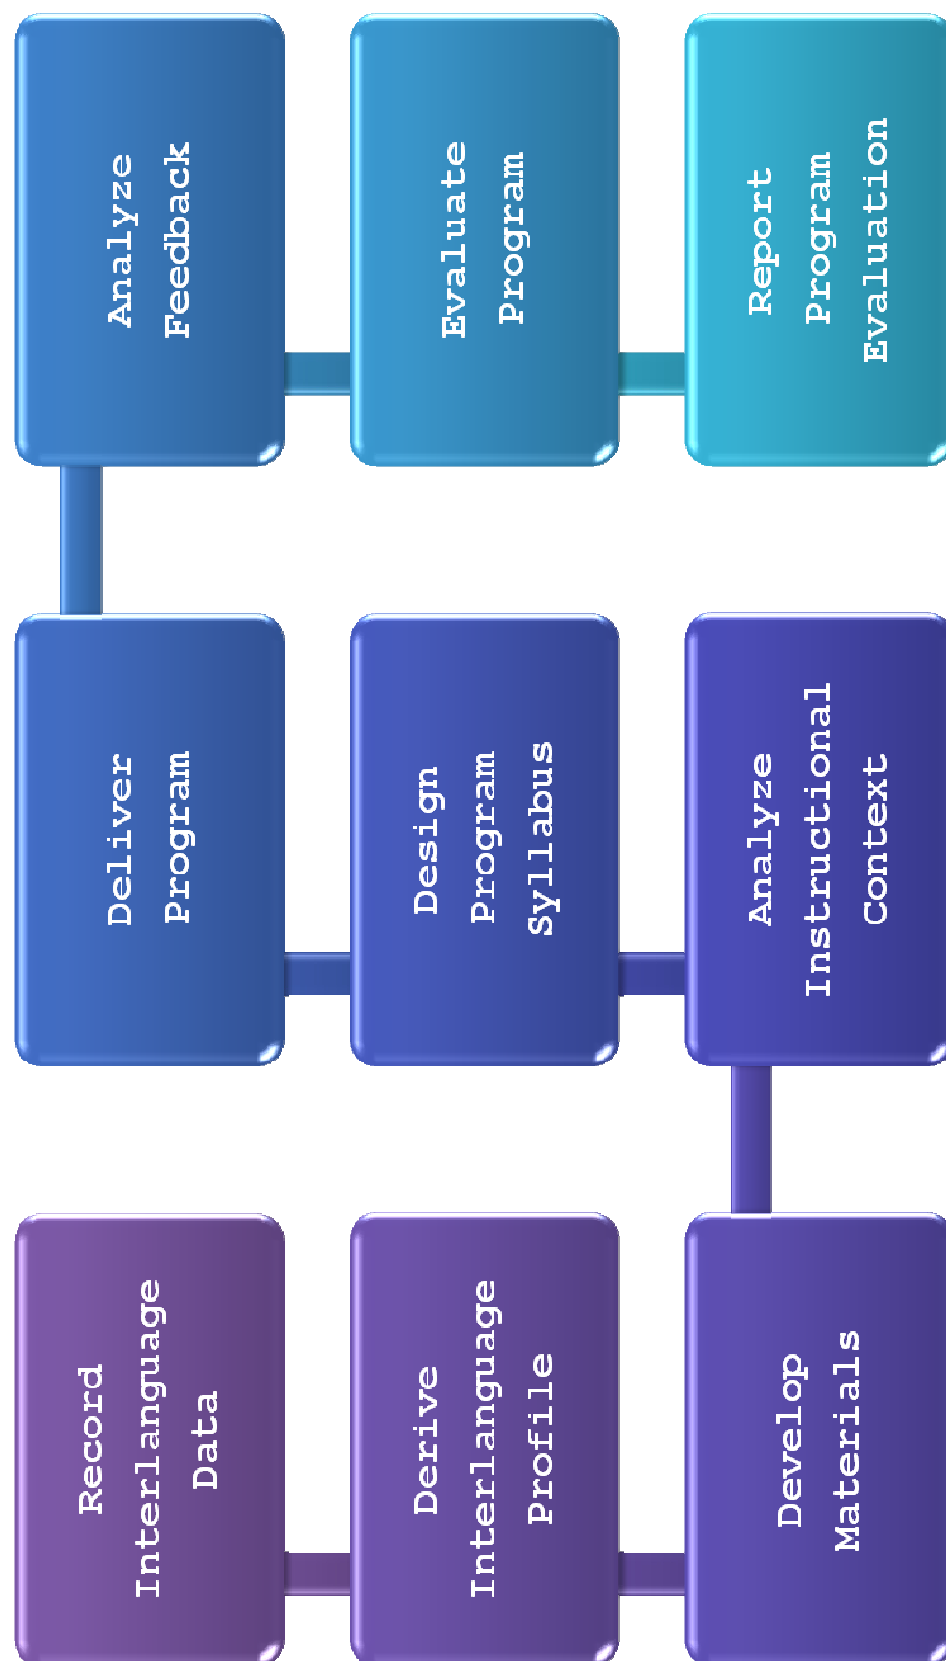 Record
Interlanguage
Data
Derive
Interlanguage
Profile
Develop
Materials
Analyze
Instructional
Context
Design
Program
Syllabus
Deliver
Program
Analyze
Feedback
Evaluate
Program
Report
Program
Evaluation